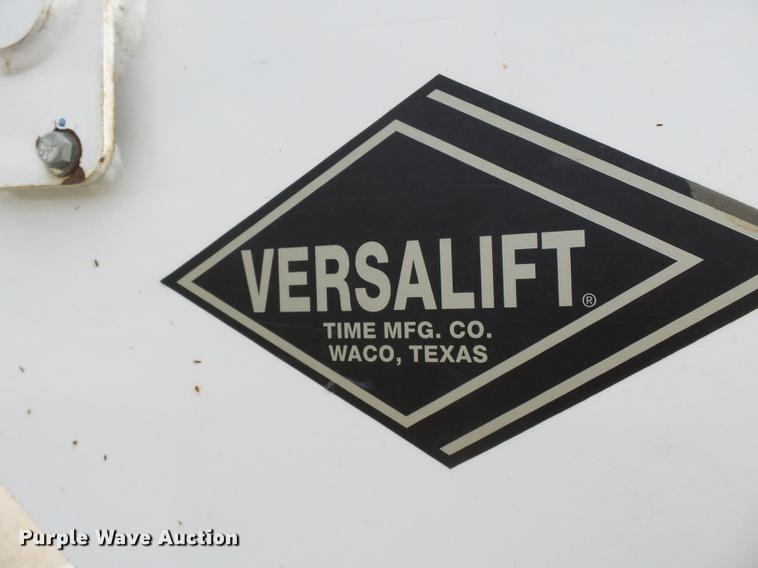 VERSALIFT®
TIME MFG. CO.
WACO, TEXAS
Purple Wave Auction